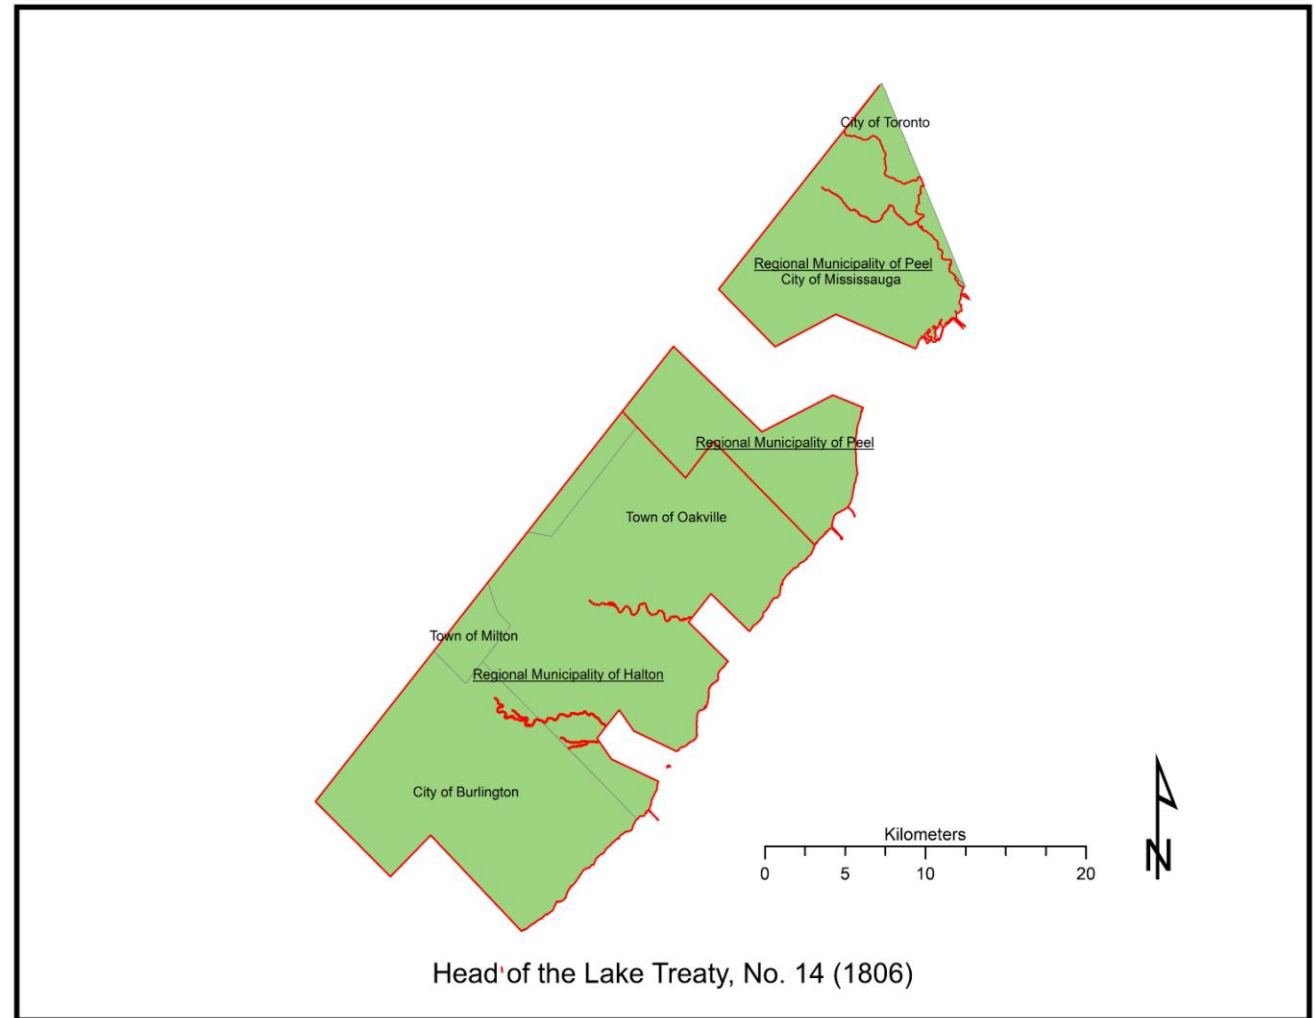 City of Toronto
Regional Municipality of Peel
City of Mississauga
Regional Municipality of Peel
Town of Oakville
Town of Milton
Regional Municipality of Halton
City of Burlington
Kilometers
0 5 10 20
N
Head of the Lake Treaty, No. 14 (1806)